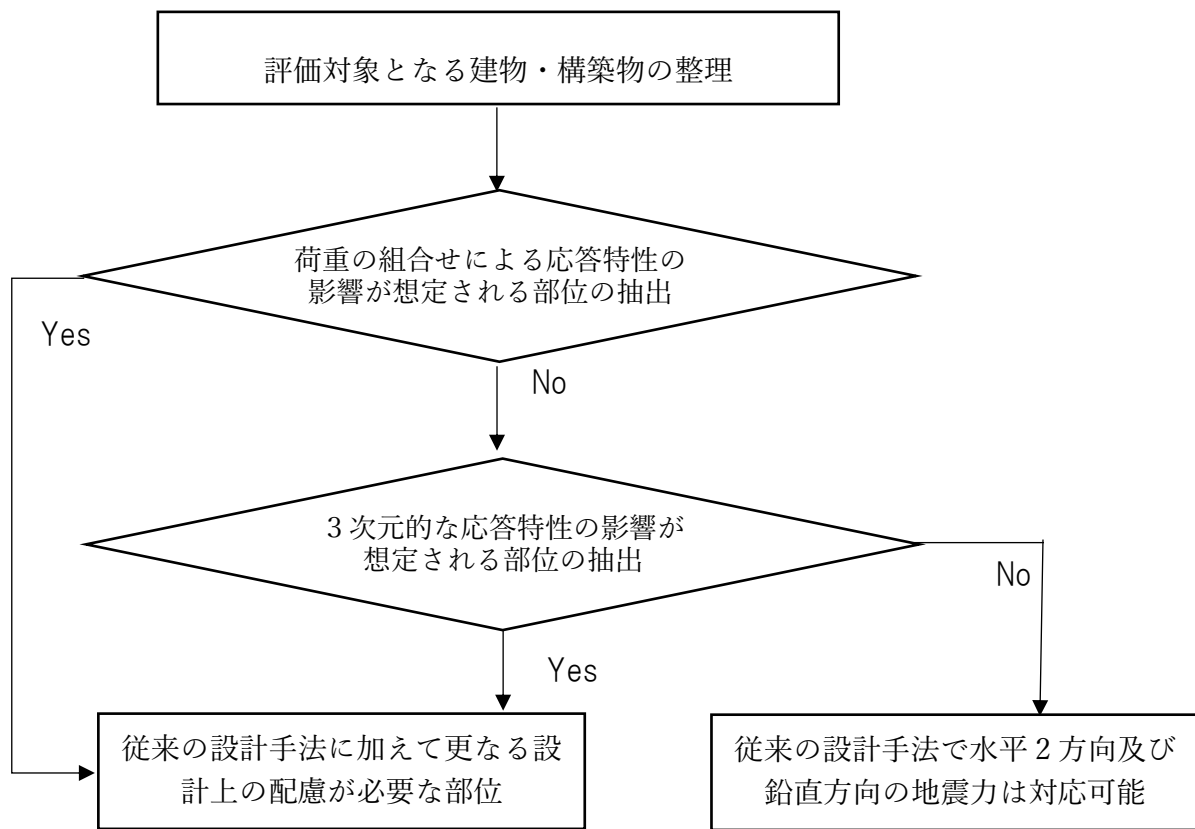 評価対象となる建物・構築物の整理
荷重の組合せによる応答特性の
影響が想定される部位の抽出
Yes
No
３次元的な応答特性の影響が
想定される部位の抽出
No
Yes
従来の設計手法に加えて更なる設
計上の配慮が必要な部位
従来の設計手法で水平２方向及び
鉛直方向の地震力は対応可能